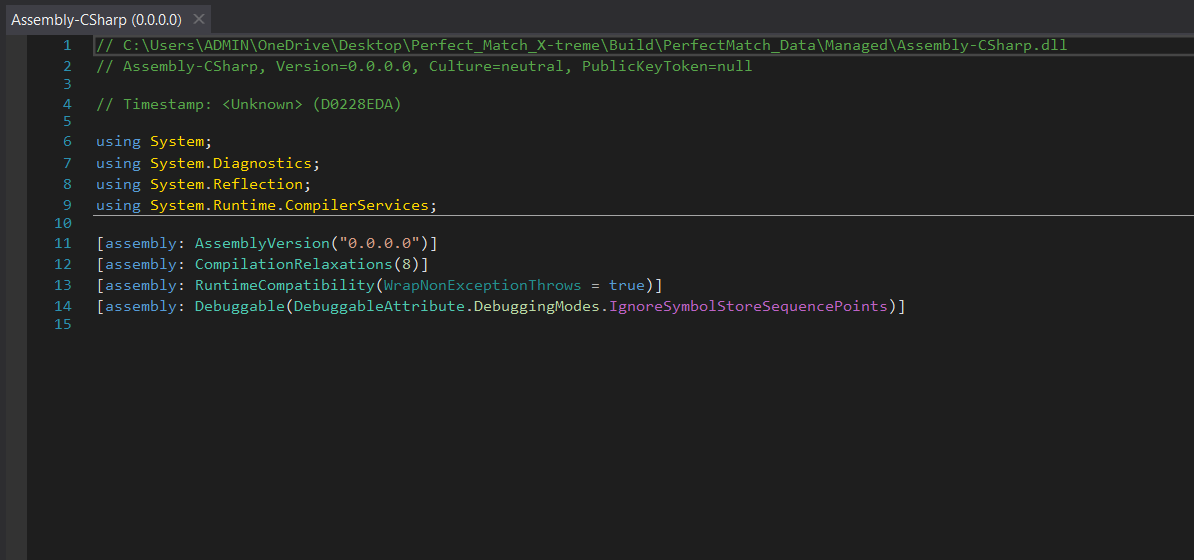 Assembly-CSharp (0.0.0.0) ×
1 // C:\Users\ADMIN\OneDrive\Desktop\Perfect_Match_X-treme\Build\PerfectMatch_Data\Managed\Assembly-CSharp.dll
2 // Assembly-CSharp, Version=0.0.0.0, Culture=neutral, PublicKeyToken=null
3
4 // Timestamp: <Unknown> (D0228EDA)
5
6 using System;
7 using System.Diagnostics;
8 using System.Reflection;
9 using System.Runtime.CompilerServices;
10
11 [assembly: AssemblyVersion("0.0.0.0")]
12 [assembly: CompilationRelaxations(8)]
13 [assembly: RuntimeCompatibility(WrapNonExceptionThrows = true)]
14 [assembly: Debuggable(DebuggableAttribute.DebuggingModes.IgnoreSymbolStoreSequencePoints)]
15